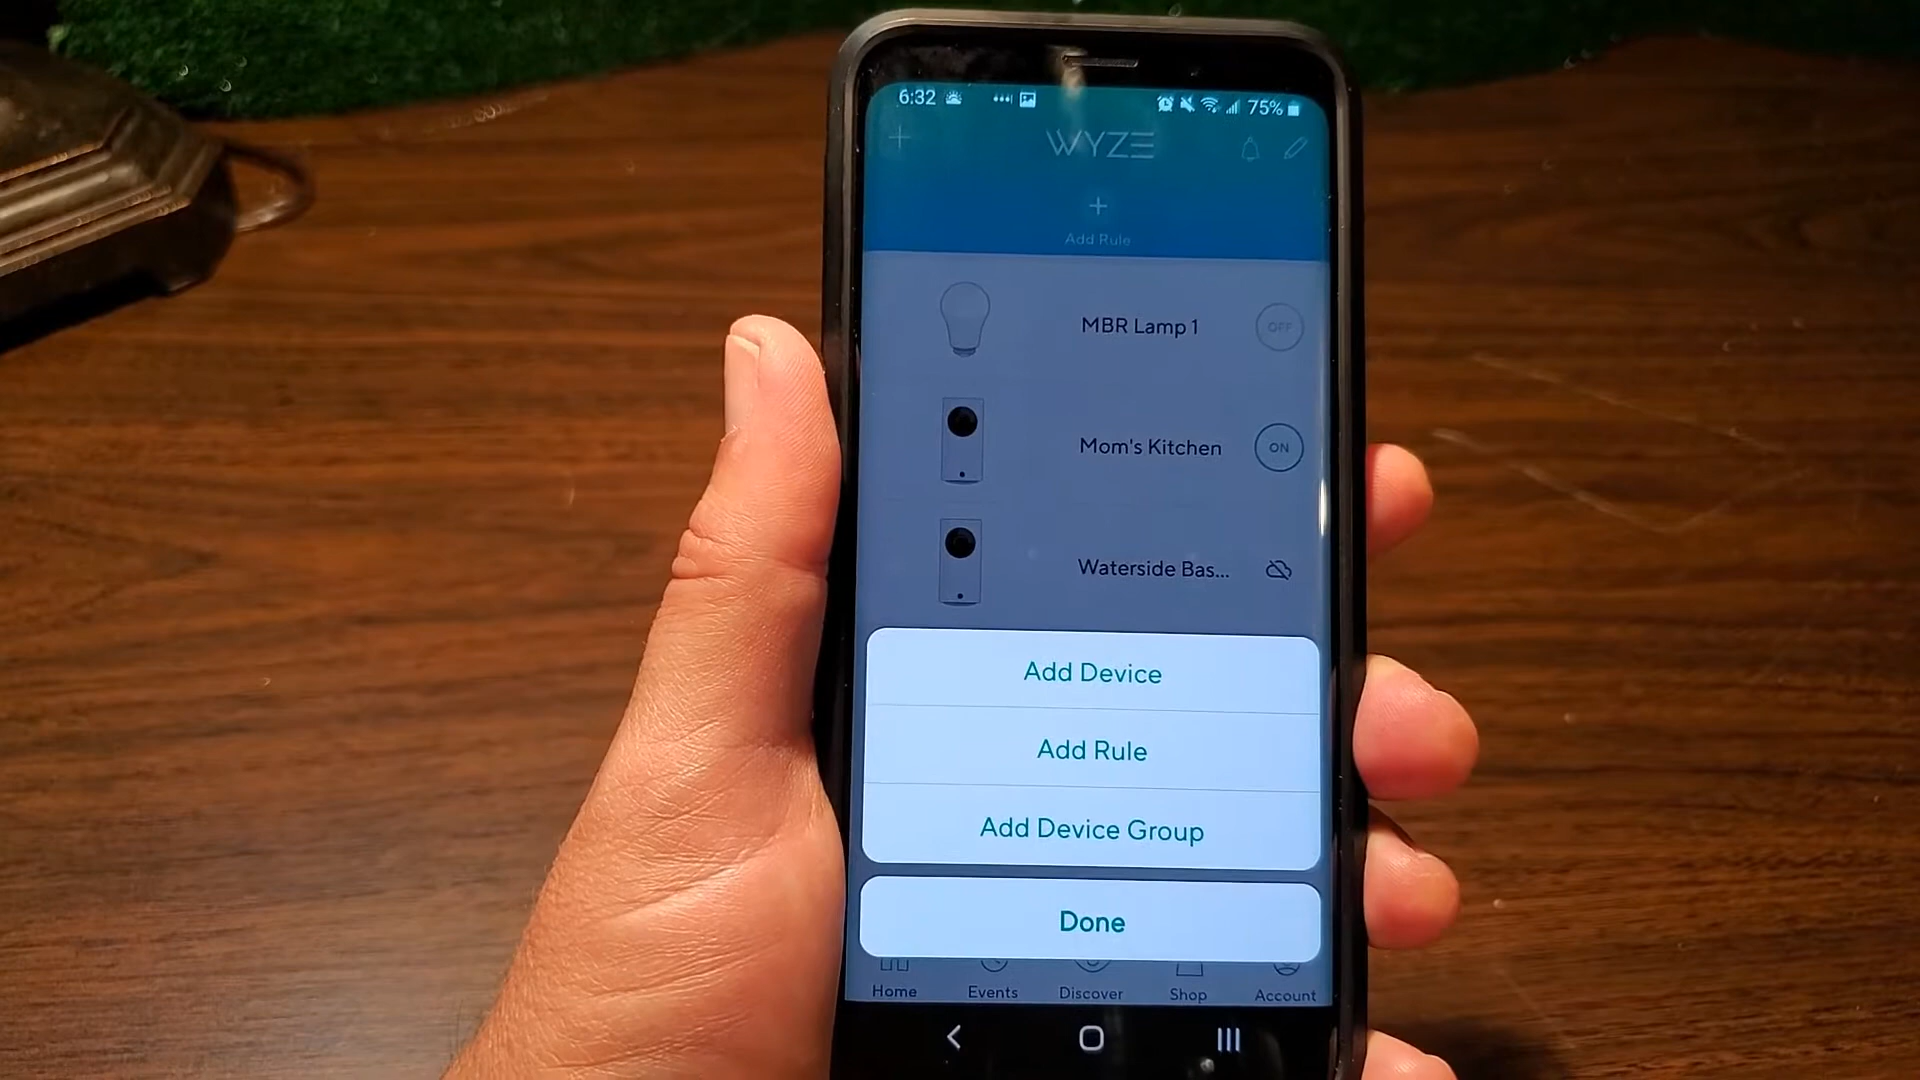 6:32 75%
WYZE
Add Rule
MBR Lamp 1 OFF
Mom's Kitchen ON
Waterside Bas...
Add Device
Add Rule
Add Device Group
Done
Home Events Discover Shop Account